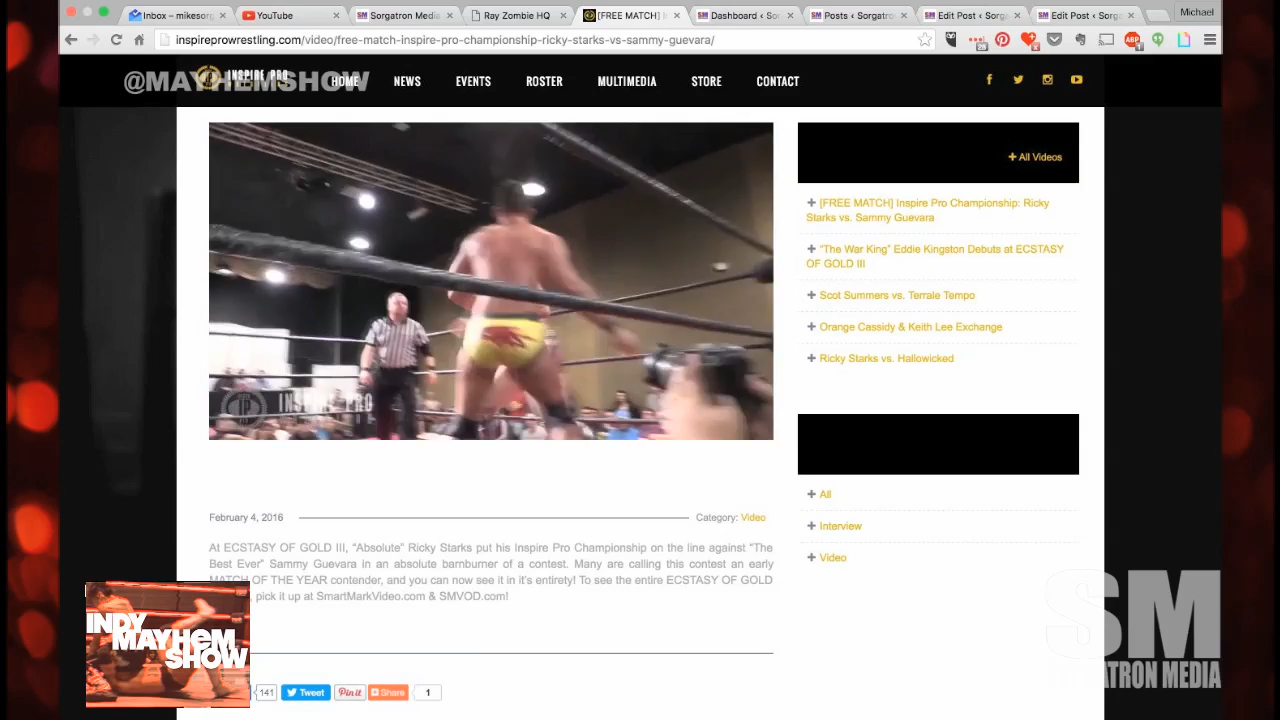 Inbox – mikesorg
YouTube
Sorgatron Media
Ray Zombie HQ
[FREE MATCH] I
Dashboard ‹ So
Posts ‹ Sorgatro
Edit Post ‹ Sorga
Edit Post ‹ Sorga
Michael
inspireprowrestling.com/video/free-match-inspire-pro-championship-ricky-starks-vs-sammy-guevara/
@MAYHEMSHOW
INSPIRE PRO
HOME
NEWS
EVENTS
ROSTER
MULTIMEDIA
STORE
CONTACT
All Videos
[FREE MATCH] Inspire Pro Championship: Ricky
Starks vs. Sammy Guevara
"The War King" Eddie Kingston Debuts at ECSTASY
OF GOLD III
Scot Summers vs. Terrale Tempo
Orange Cassidy & Keith Lee Exchange
Ricky Starks vs. Hallowicked
INSPIRE PRO
All
Interview
Video
February 4, 2016
Category: Video
At ECSTASY OF GOLD III, "Absolute" Ricky Starks put his Inspire Pro Championship on the line against "The
Best Ever" Sammy Guevara in an absolute barnburner of a contest. Many are calling this contest an early
MATCH OF THE YEAR contender, and you can now see it in it's entirety! To see the entire ECSTASY OF GOLD
pick it up at SmartMarkVideo.com & SMVOD.com!
INDY
MAYHEM
SHOW
141
Tweet
Pin it
Share
1
SM
ATRON MEDIA